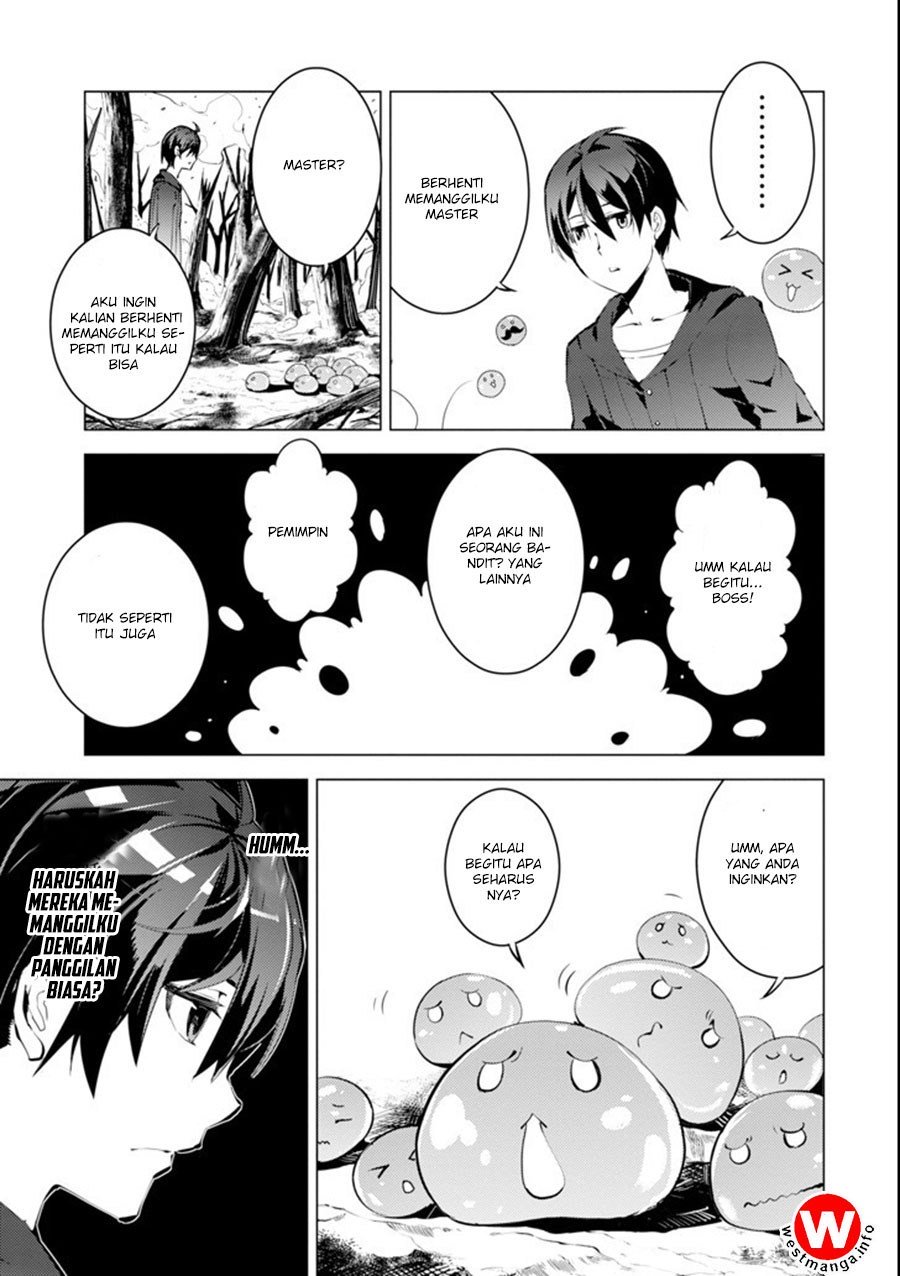 .........
BERHENTI
MEMANGGILKU
MASTER
MASTER?
AKU INGIN
KALIAN BERHENTI
MEMANGGILKU SE-
PERTI ITU KALAU
BISA
UMM KALAU
BEGITU...
BOSS!
APA AKU INI
SEORANG BA-
NDIT? YANG
LAINNYA
PEMIMPIN
TIDAK SEPERTI
ITU JUGA
UMM, APA
YANG ANDA
INGINKAN?
KALAU
BEGITU APA
SEHARUS
NYA?
HUMM...
HARUSKAH
MEREKA ME-
MANGGILKU
DENGAN
PANGGILAN
BIASA?
W
westmanga.info